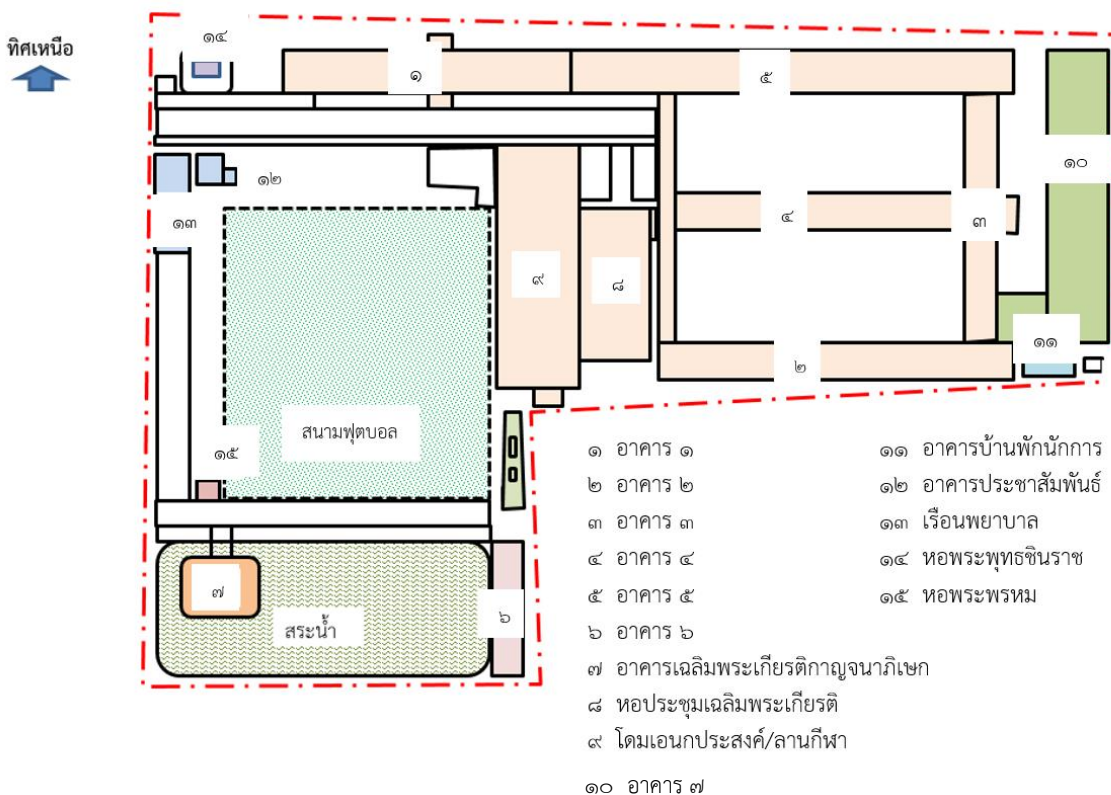 ทิศเหนือ
๑๔
๑
๕
๑๐
๑๒
๑๓
๔
๓
๙
๘
๑๑
๒
สนามฟุตบอล
๑๕
๗
สระน้ำ
๖
๑ อาคาร ๑
๒ อาคาร ๒
๓ อาคาร ๓
๔ อาคาร ๔
๕ อาคาร ๕
๖ อาคาร ๖
๗ อาคารเฉลิมพระเกียรติกาญจนาภิเษก
๘ หอประชุมเฉลิมพระเกียรติ
๙ โดมเอนกประสงค์/ลานกีฬา
๑๐ อาคาร ๗
๑๑ อาคารบ้านพักนักการ
๑๒ อาคารประชาสัมพันธ์
๑๓ เรือนพยาบาล
๑๔ หอพระพุทธชินราช
๑๕ หอพระพรหม